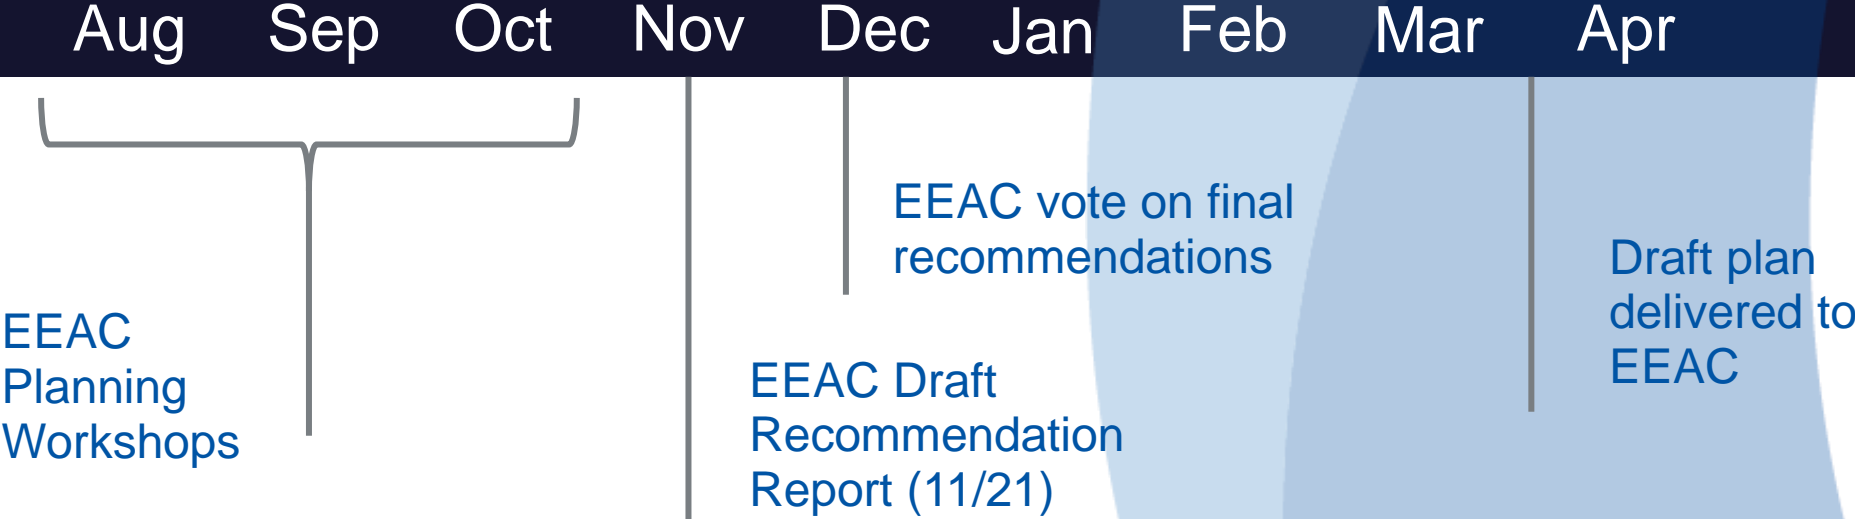 Aug Sep Oct Nov Dec Jan Feb Mar Apr
EEAC vote on final
recommendations
Draft plan
delivered to
EEAC
EEAC
Planning
Workshops
EEAC Draft
Recommendation
Report (11/21)